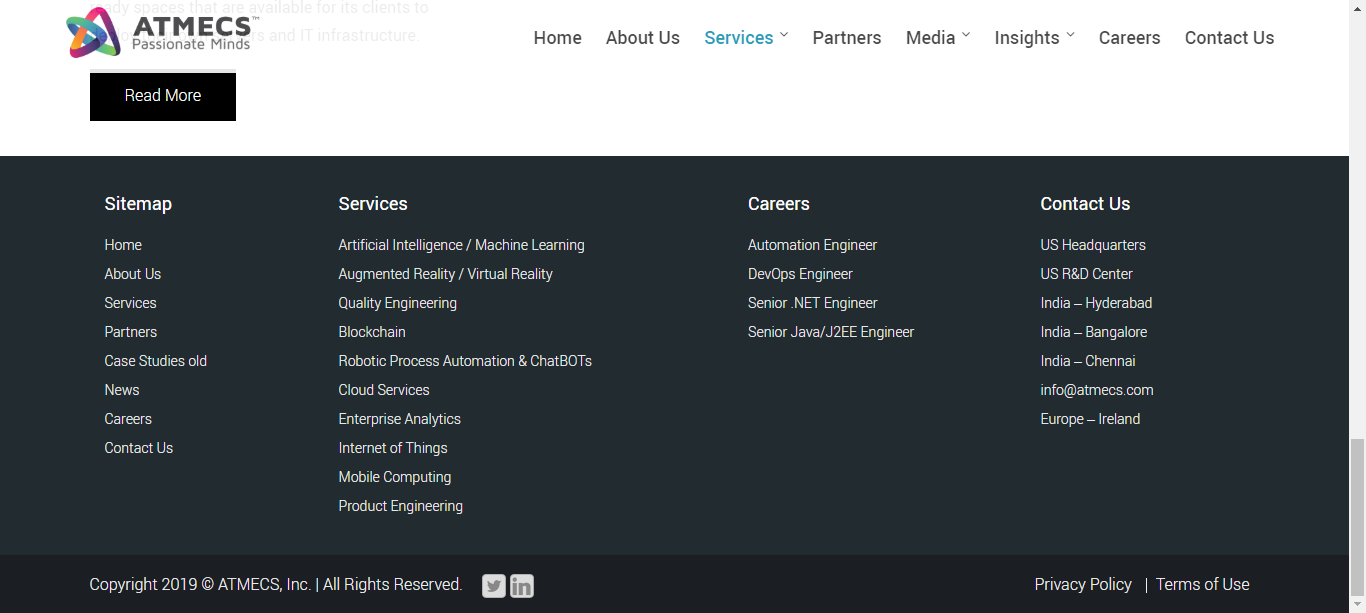 ready spaces that are available for its clients to
and IT infrastructure.
ATMECS™
Passionate Minds
Home About Us Services Partners Media Insights Careers Contact Us
Read More
Sitemap
Home
About Us
Services
Partners
Case Studies old
News
Careers
Contact Us
Services
Artificial Intelligence / Machine Learning
Augmented Reality / Virtual Reality
Quality Engineering
Blockchain
Robotic Process Automation & ChatBOTs
Cloud Services
Enterprise Analytics
Internet of Things
Mobile Computing
Product Engineering
Careers
Automation Engineer
DevOps Engineer
Senior .NET Engineer
Senior Java/J2EE Engineer
Contact Us
US Headquarters
US R&D Center
India – Hyderabad
India – Bangalore
India – Chennai
info@atmecs.com
Europe – Ireland
Copyright 2019 © ATMECS, Inc. | All Rights Reserved.
Privacy Policy | Terms of Use